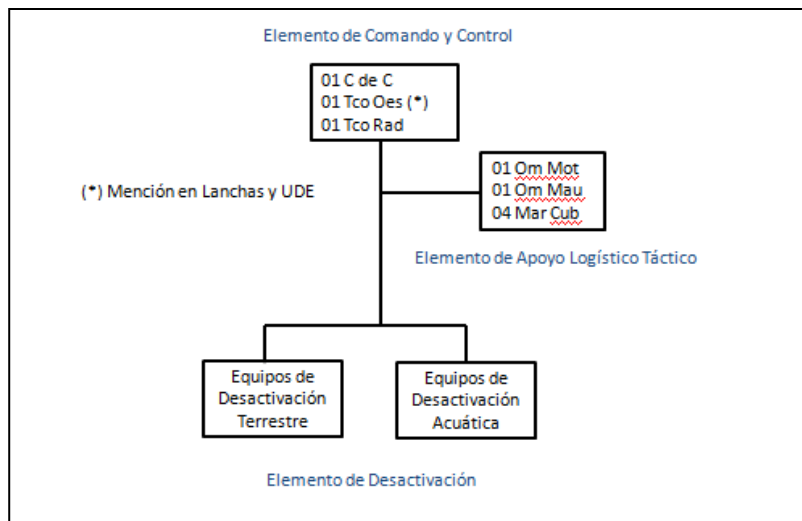 Elemento de Comando y Control
01 C de C
01 Tco Oes (*)
01 Tco Rad
(*) Mención en Lanchas y UDE
01 Om Mot
01 Om Mau
04 Mar Cub
Elemento de Apoyo Logístico Táctico
Equipos de
Desactivación
Terrestre
Equipos de
Desactivación
Acuática
Elemento de Desactivación